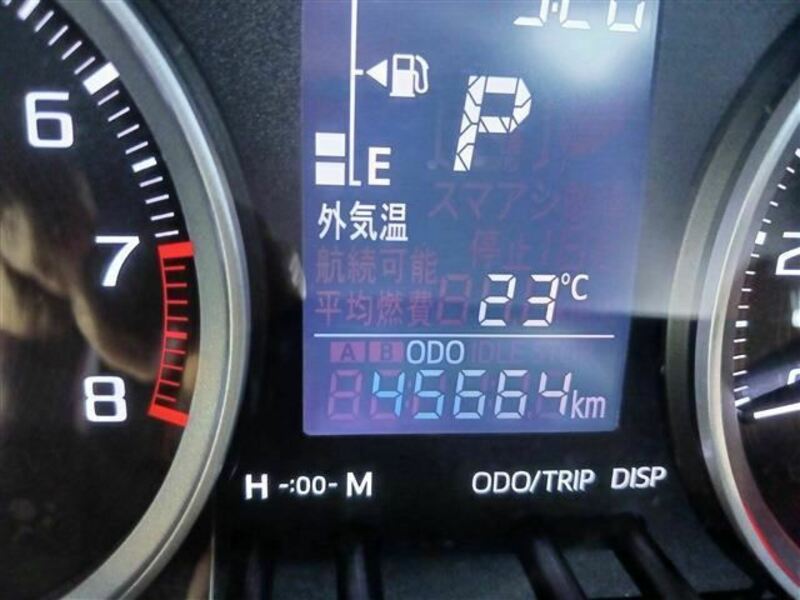 6
P
E
外気温
7
航続可能
23℃
平均燃費
A B ODO
8
45664km
H -:00- M
ODO/TRIP DISP
2